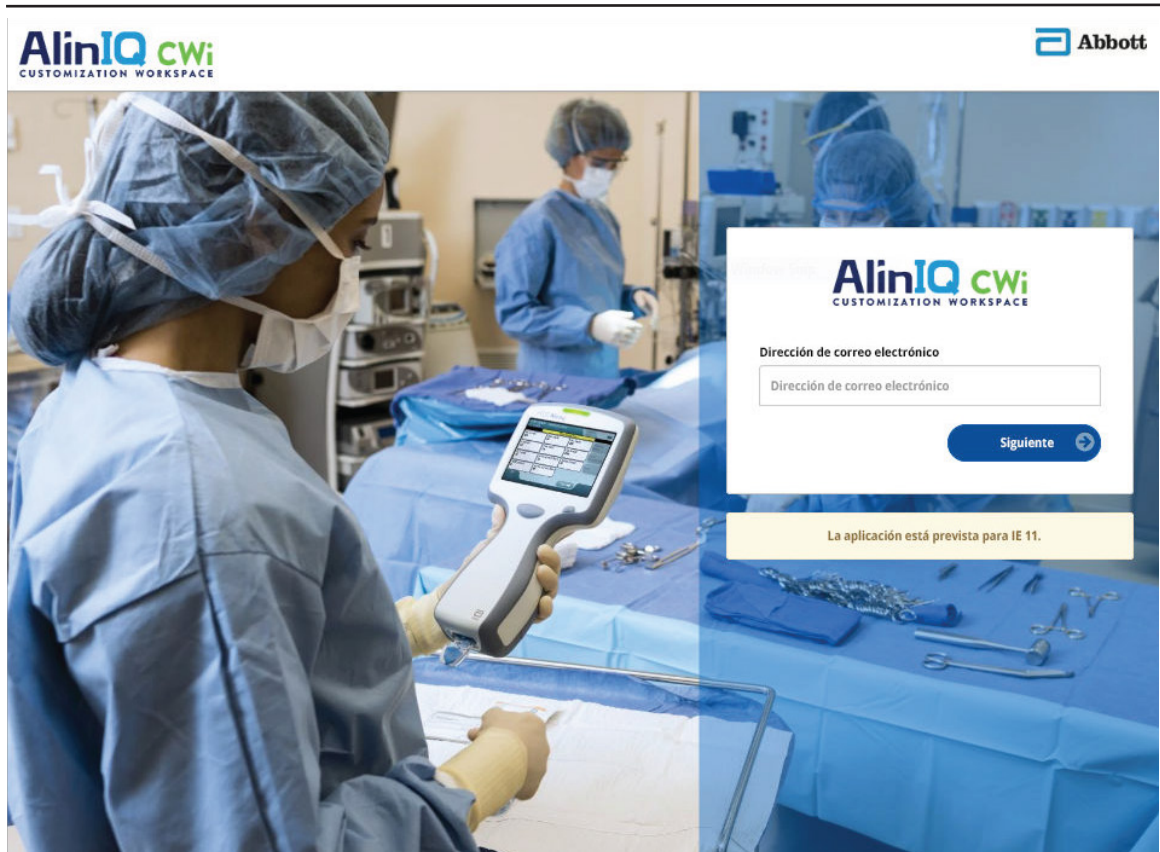 AlinIQ CWi
CUSTOMIZATION WORKSPACE
Abbott
AlinIQ CWi
CUSTOMIZATION WORKSPACE
Dirección de correo electrónico
Dirección de correo electrónico
Siguiente
La aplicación está prevista para IE 11.